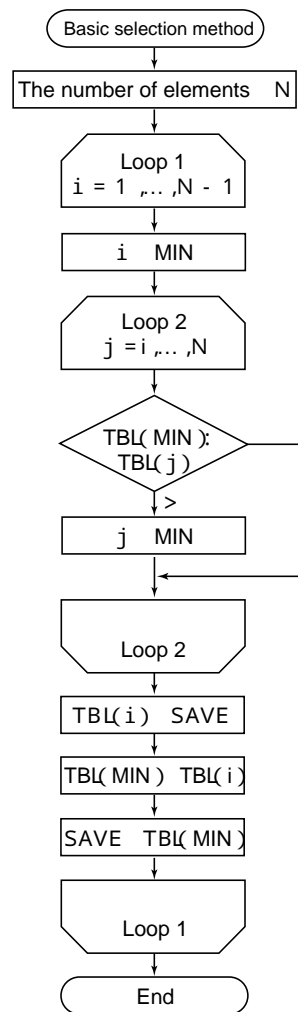 Basic selection method
The number of elements N
Loop 1
i = 1 ,... ,N - 1
i MIN
Loop 2
j =i ,... ,N
TBL( MIN ):
TBL( j )
>
j MIN
Loop 2
TBL( i ) SAVE
TBL( MIN ) TBL( i )
SAVE TBL( MIN )
Loop 1
End